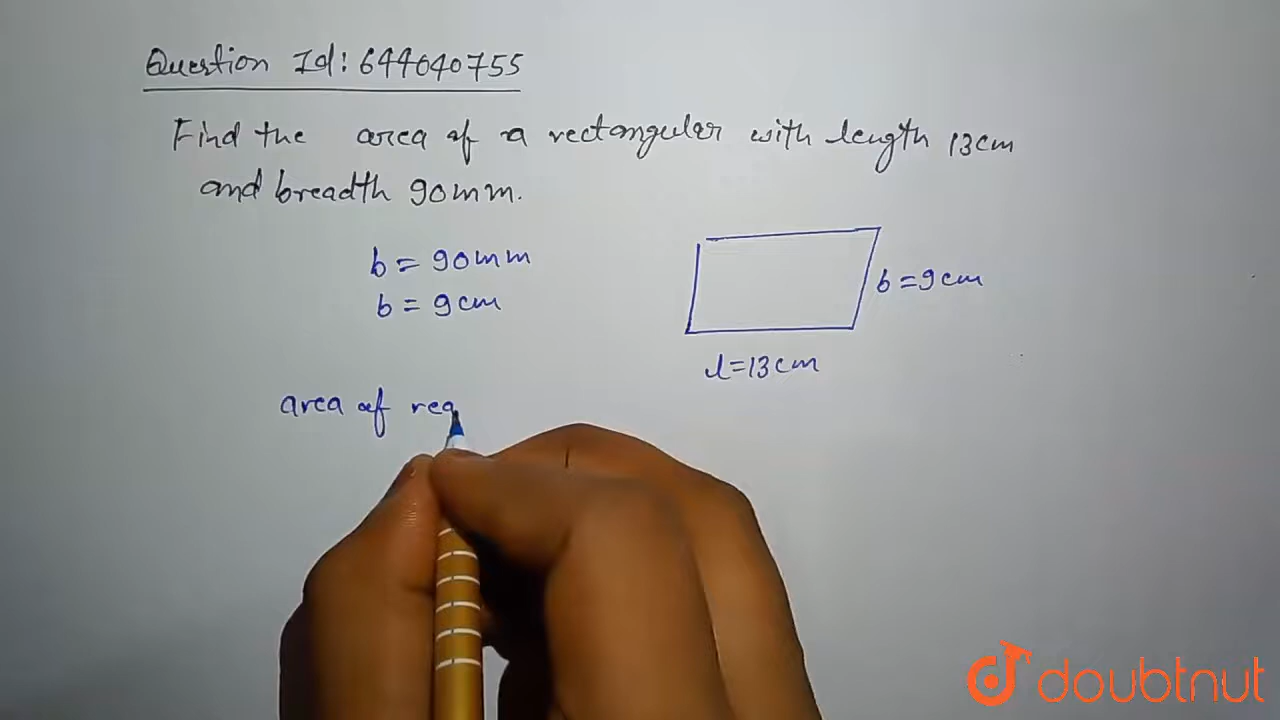 Question Id: 644040755
Find the area of a rectangular with length 13cm
and breadth 90mm.
b = 90mm
b = 9cm
b = 9cm
l = 13cm
area of rea
doubtnut